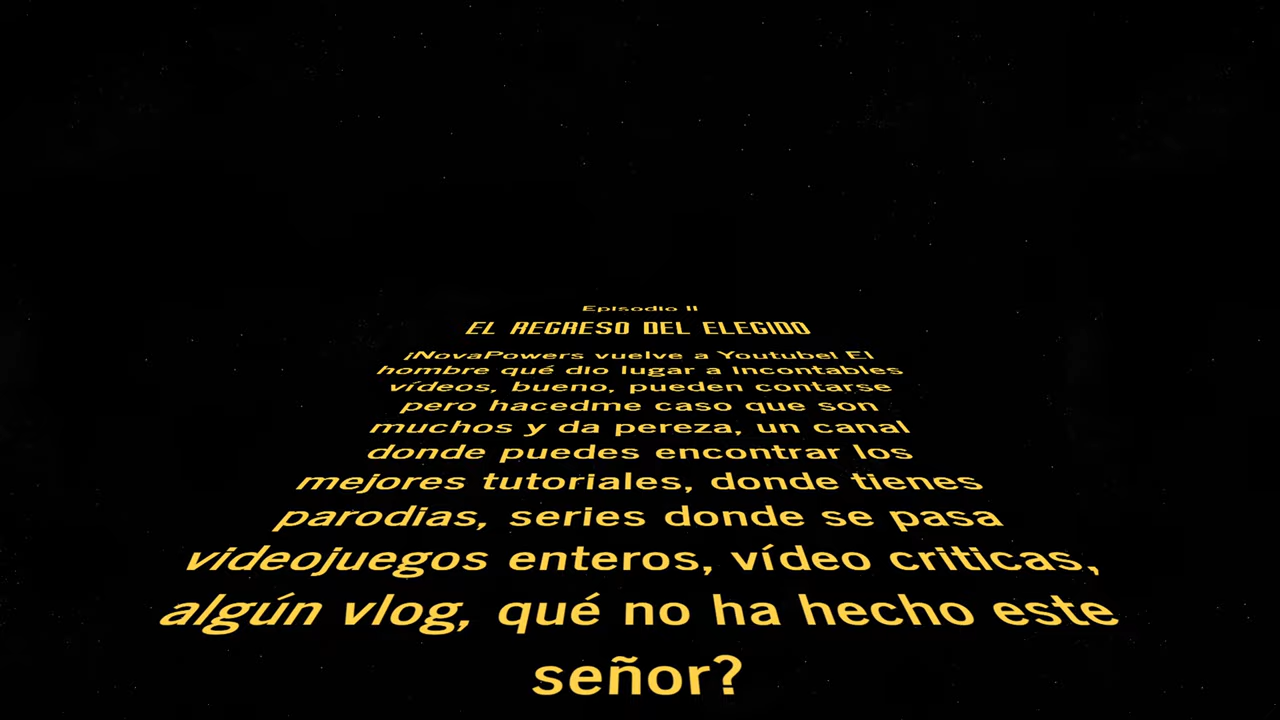 Episodio II
EL REGRESO DEL ELEGIDO
¡NovaPowers vuelve a Youtube! El
hombre qué dio lugar a incontables
vídeos, bueno, pueden contarse
pero hacedme caso que son
muchos y da pereza, un canal
donde puedes encontrar los
mejores tutoriales, donde tienes
parodias, series donde se pasa
videojuegos enteros, vídeo criticas,
algún vlog, qué no ha hecho este
señor?